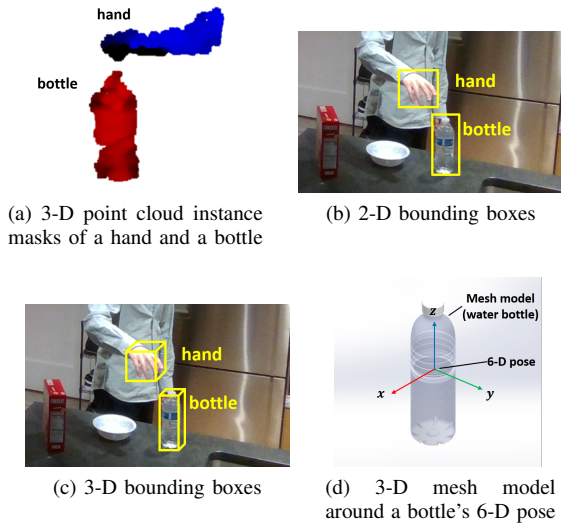 hand
bottle
(a) 3-D point cloud instance
masks of a hand and a bottle
hand
bottle
(b) 2-D bounding boxes
hand
bottle
(c) 3-D bounding boxes
Mesh model
(water bottle)
z
6-D pose
x
y
(d) 3-D mesh model
around a bottle's 6-D pose